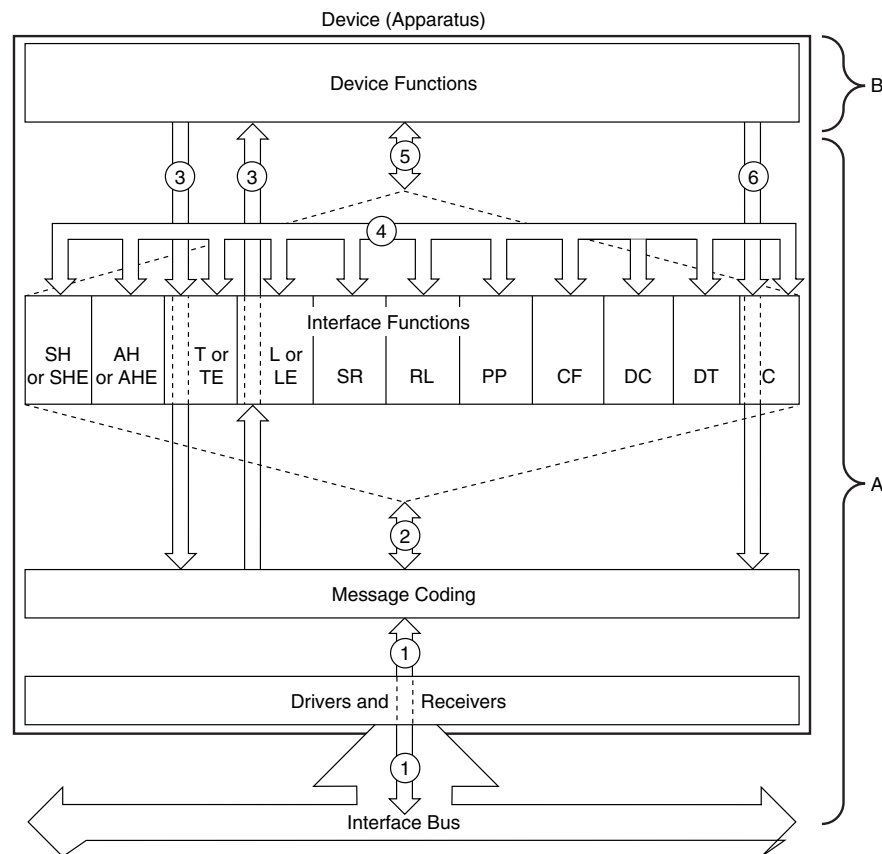 Device (Apparatus)
Device Functions
B
3
3
5
6
4
Interface Functions
SH
or SHE
AH
or AHE
T or
TE
L or
LE
SR
RL
PP
CF
DC
DT
C
A
2
Message Coding
1
Drivers and Receivers
1
Interface Bus